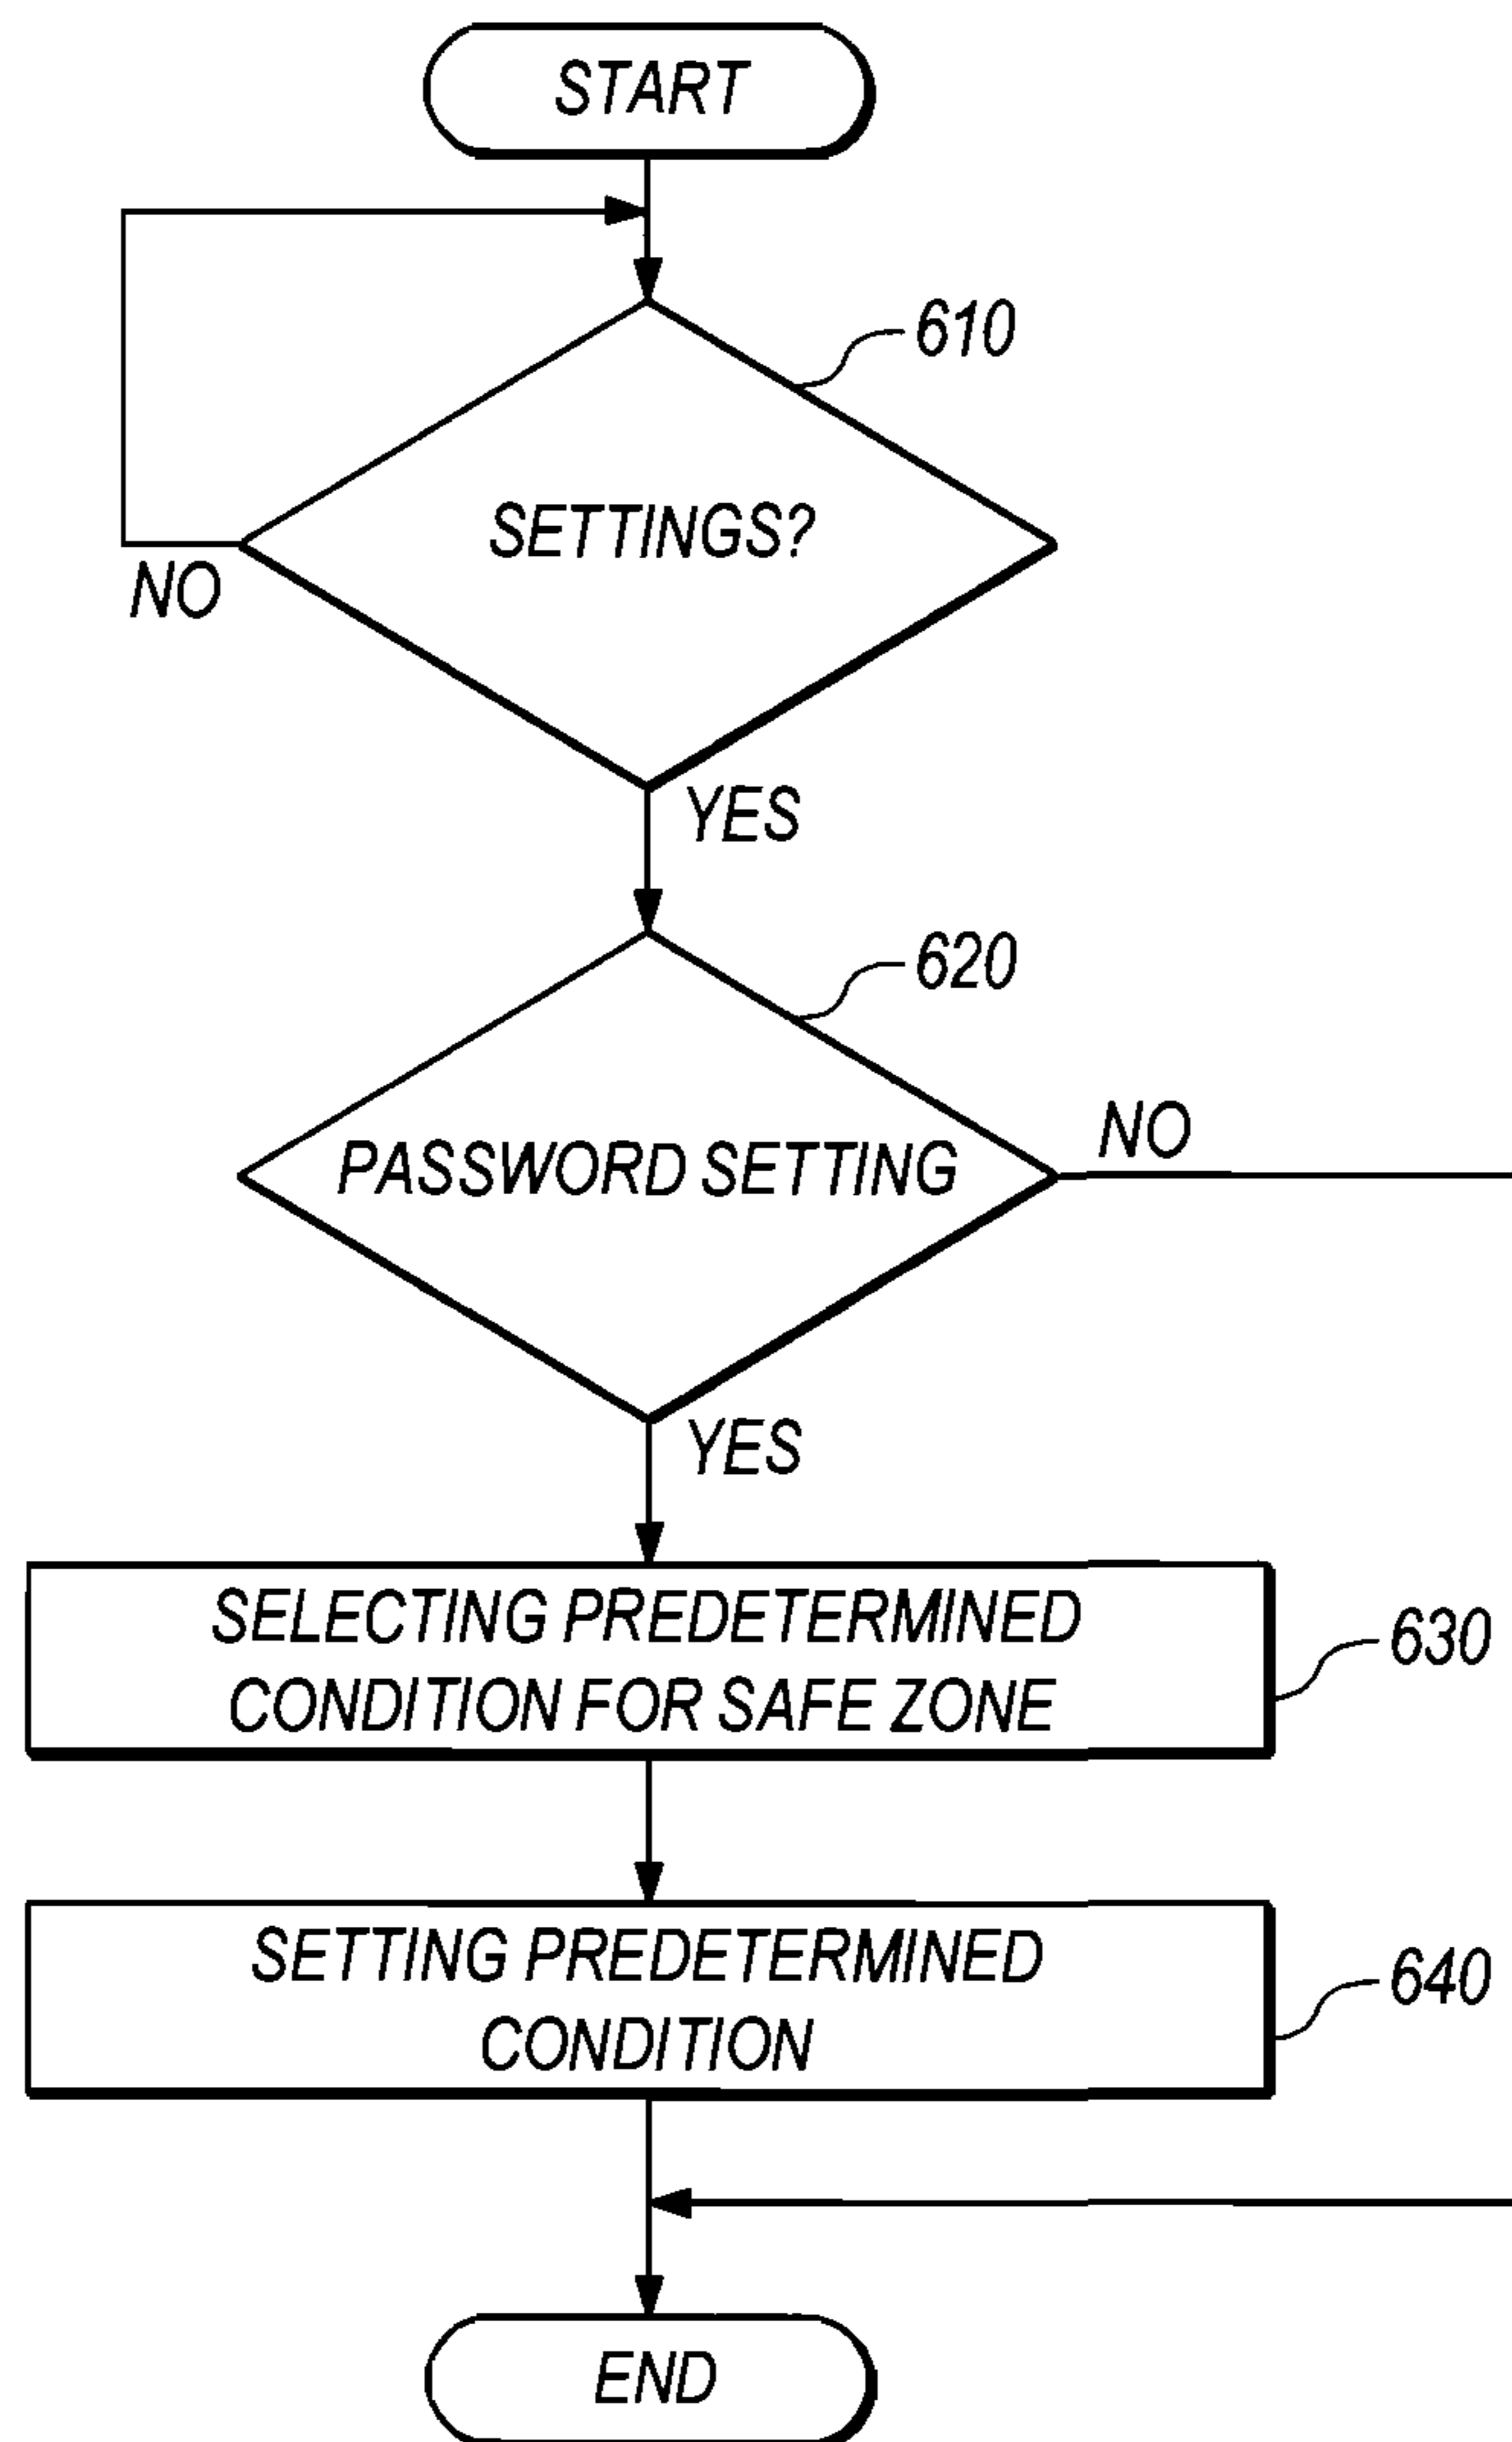 START
610
SETTINGS?
NO
YES
620
NO
PASSWORD SETTING
YES
SELECTING PREDETERMINED
CONDITION FOR SAFE ZONE
630
SETTING PREDETERMINED
CONDITION
640
END